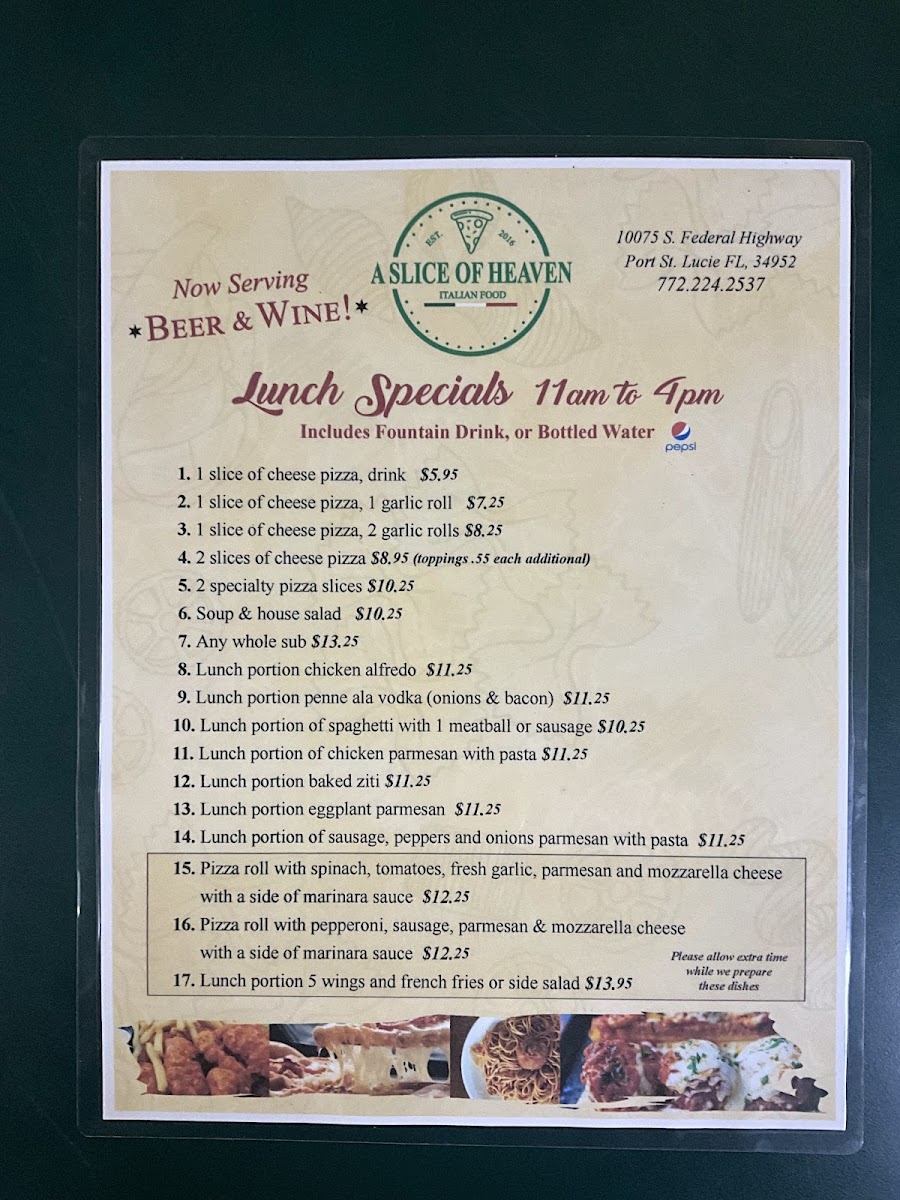 EST. 2016
A SLICE OF HEAVEN
ITALIAN FOOD
10075 S. Federal Highway
Port St. Lucie FL, 34952
772.224.2537
Now Serving
*BEER & WINE!*
Lunch Specials 11am to 4pm
Includes Fountain Drink, or Bottled Water
pepsi
1. 1 slice of cheese pizza, drink $5.95
2. 1 slice of cheese pizza, 1 garlic roll $7.25
3. 1 slice of cheese pizza, 2 garlic rolls $8.25
4. 2 slices of cheese pizza $8.95 (toppings .55 each additional)
5. 2 specialty pizza slices $10.25
6. Soup & house salad $10.25
7. Any whole sub $13.25
8. Lunch portion chicken alfredo $11.25
9. Lunch portion penne ala vodka (onions & bacon) $11.25
10. Lunch portion of spaghetti with 1 meatball or sausage $10.25
11. Lunch portion of chicken parmesan with pasta $11.25
12. Lunch portion baked ziti $11.25
13. Lunch portion eggplant parmesan $11.25
14. Lunch portion of sausage, peppers and onions parmesan with pasta $11.25
15. Pizza roll with spinach, tomatoes, fresh garlic, parmesan and mozzarella cheese
with a side of marinara sauce $12.25
16. Pizza roll with pepperoni, sausage, parmesan & mozzarella cheese
with a side of marinara sauce $12.25
17. Lunch portion 5 wings and french fries or side salad $13.95
Please allow extra time
while we prepare
these dishes